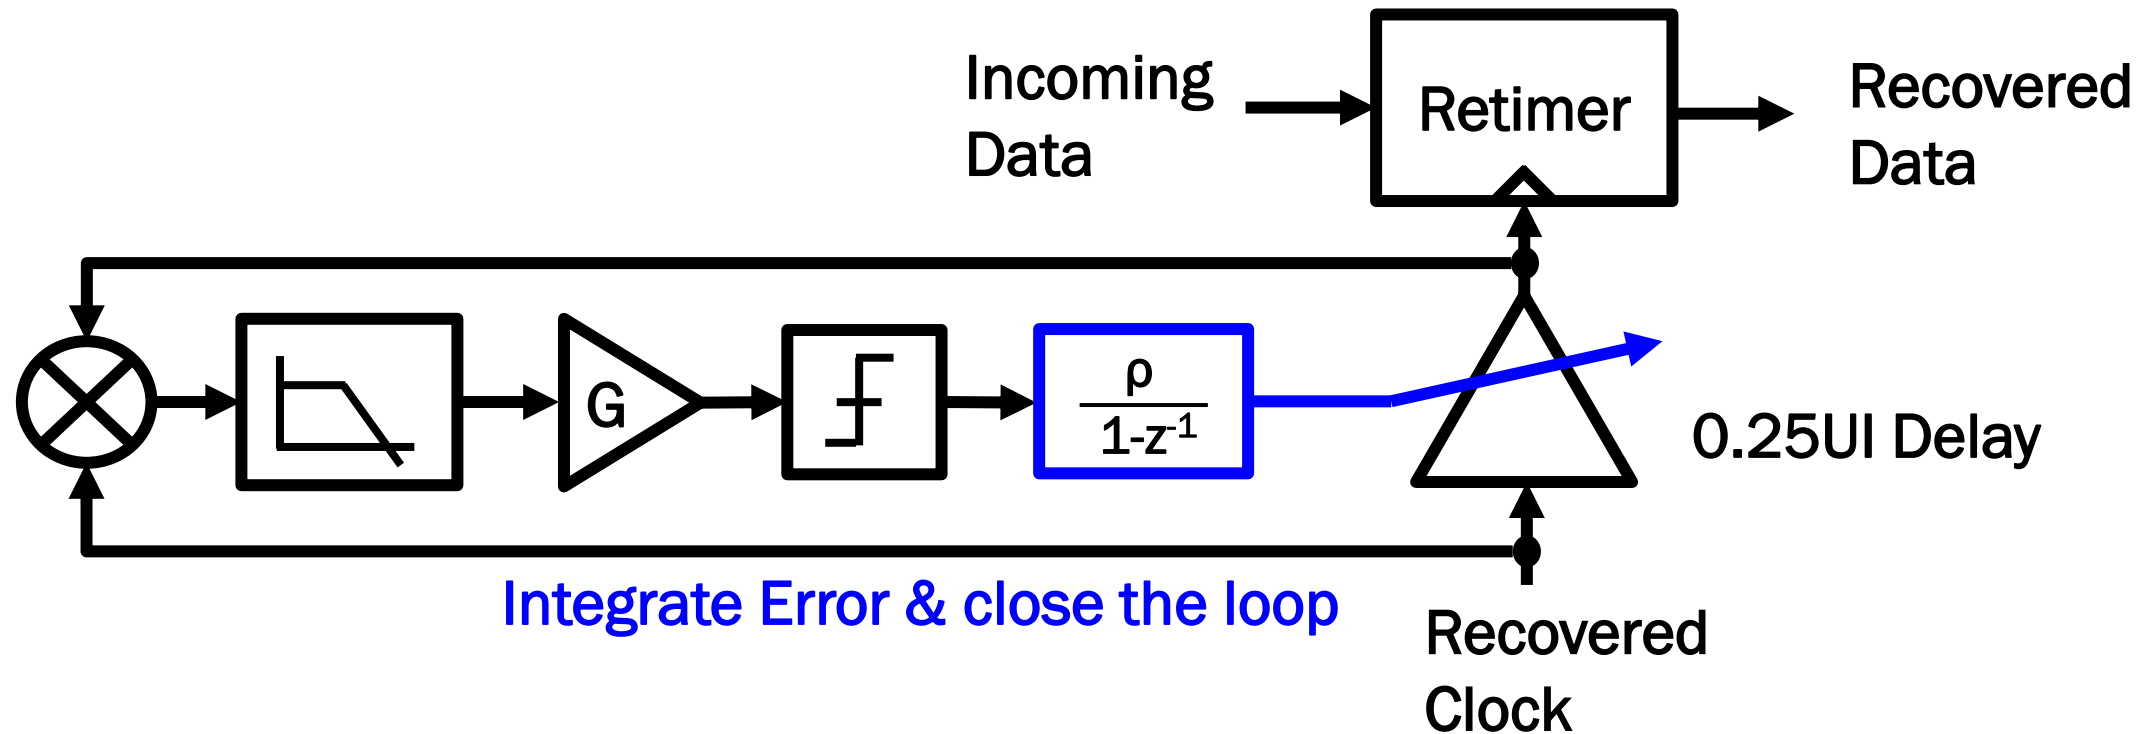 Incoming
Data
Retimer
Recovered
Data
G
ρ
1-z⁻¹
0.25UI Delay
Integrate Error & close the loop
Recovered
Clock